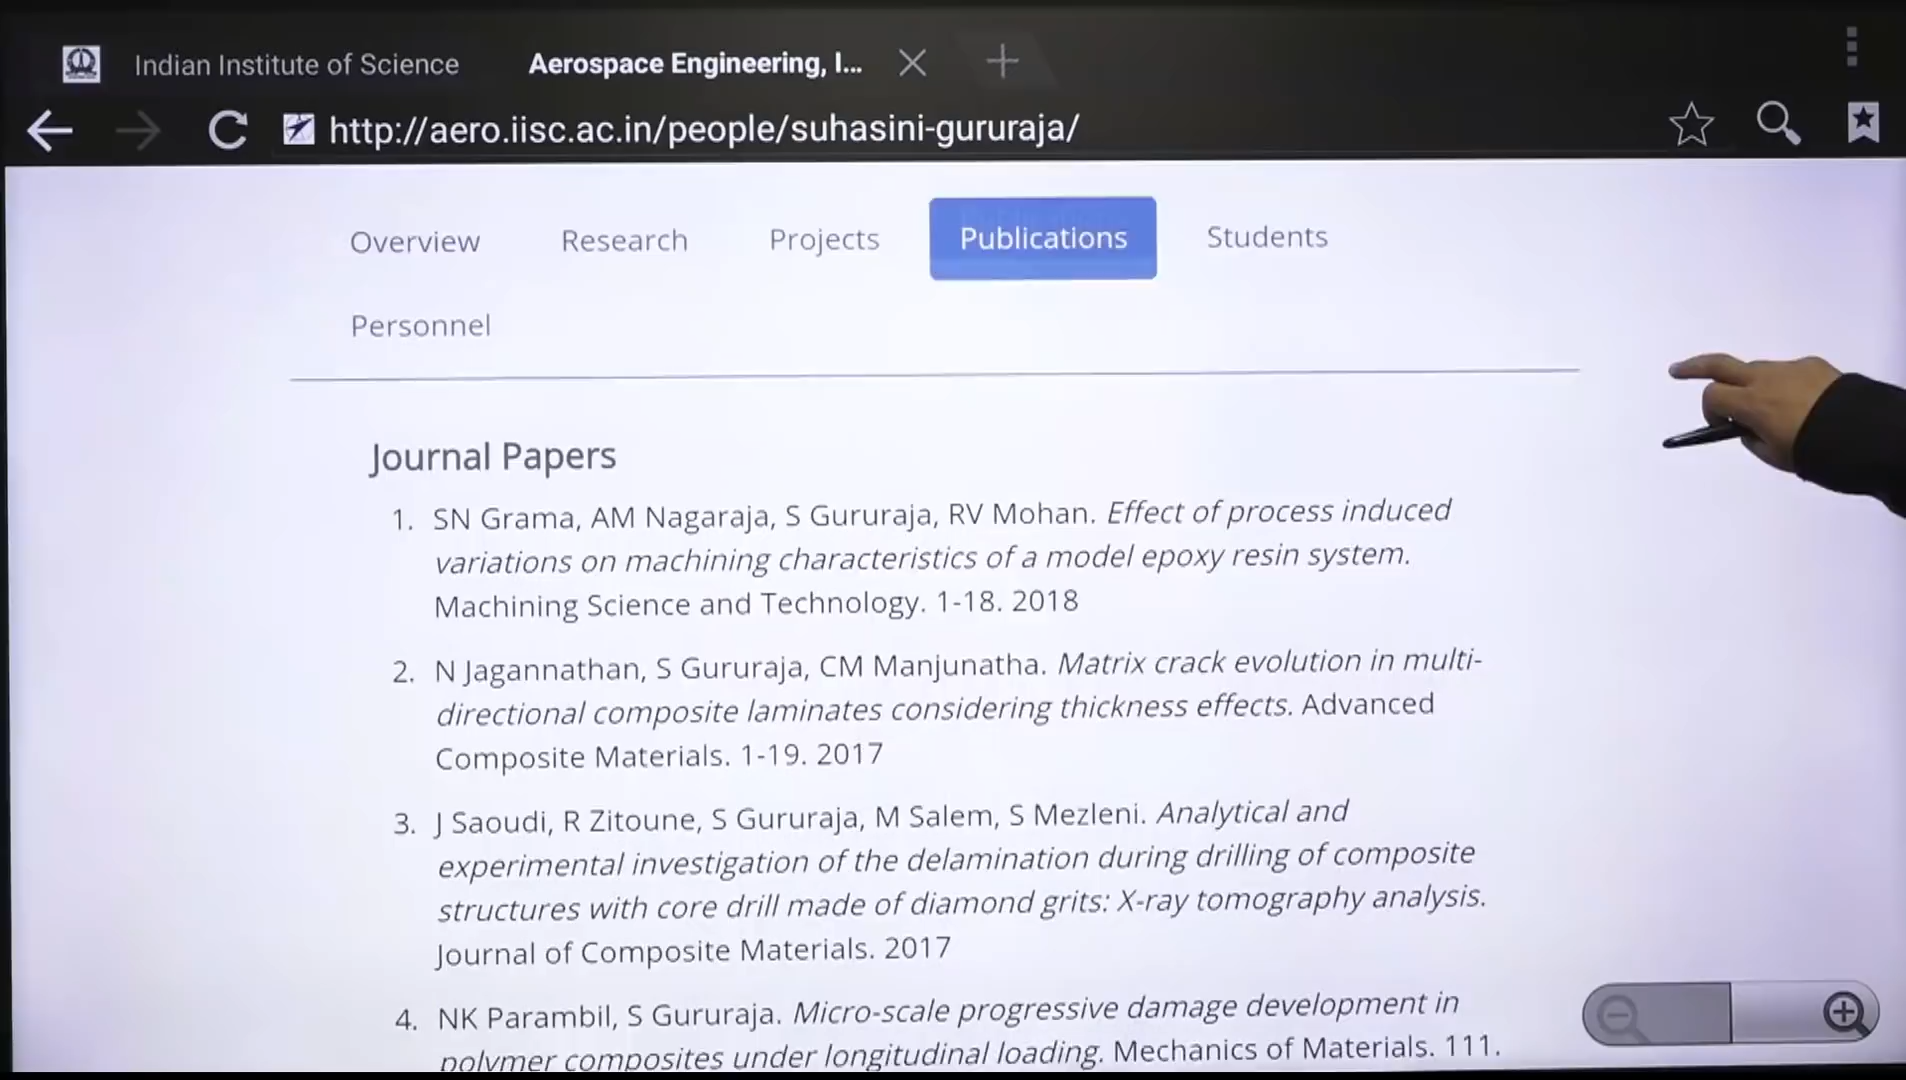 Indian Institute of Science
Aerospace Engineering, I...
http://aero.iisc.ac.in/people/suhasini-gururaja/
Overview
Research
Projects
Publications
Students
Personnel
Journal Papers
1. SN Grama, AM Nagaraja, S Gururaja, RV Mohan. Effect of process induced
variations on machining characteristics of a model epoxy resin system.
Machining Science and Technology. 1-18. 2018
2. N Jagannathan, S Gururaja, CM Manjunatha. Matrix crack evolution in multi-
directional composite laminates considering thickness effects. Advanced
Composite Materials. 1-19. 2017
3. J Saoudi, R Zitoune, S Gururaja, M Salem, S Mezleni. Analytical and
experimental investigation of the delamination during drilling of composite
structures with core drill made of diamond grits: X-ray tomography analysis.
Journal of Composite Materials. 2017
4. NK Parambil, S Gururaja. Micro-scale progressive damage development in
polymer composites under longitudinal loading. Mechanics of Materials. 111.